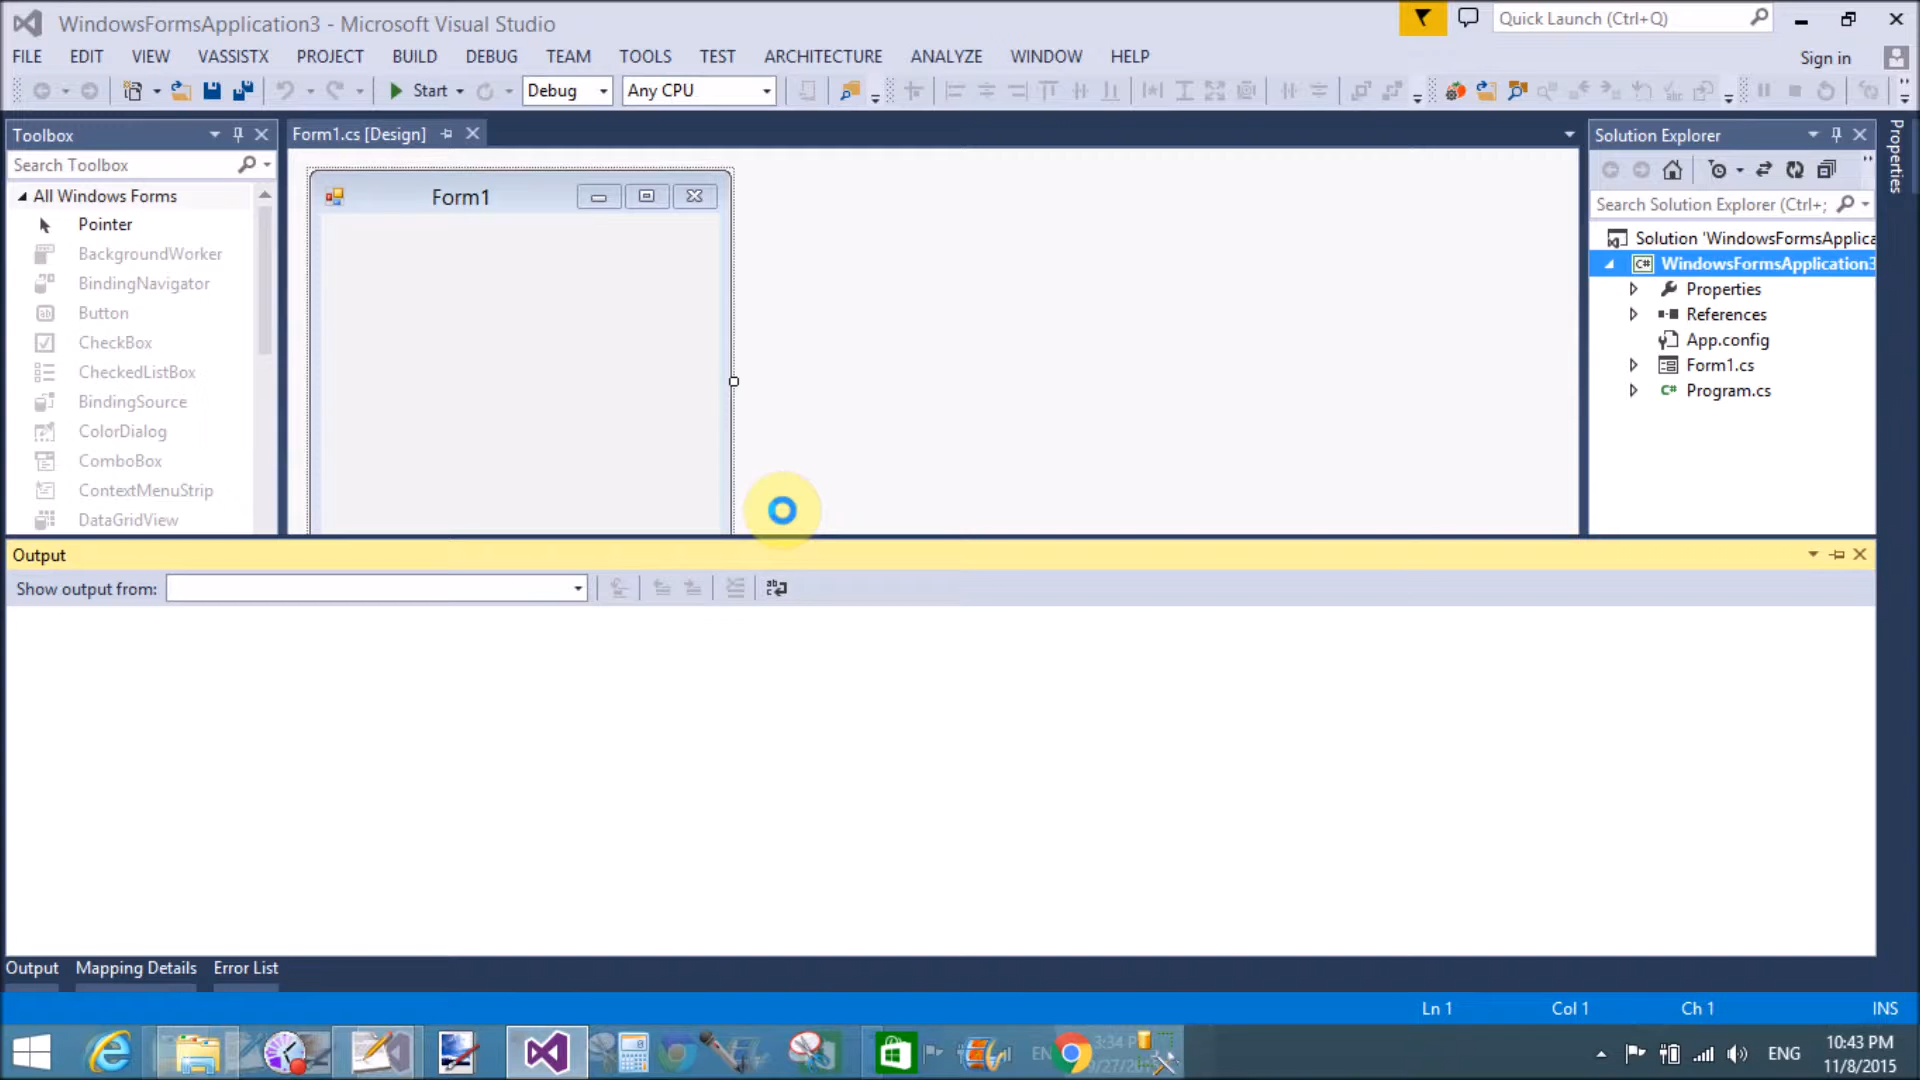 WindowsFormsApplication3 - Microsoft Visual Studio
Quick Launch (Ctrl+Q)
FILE EDIT VIEW VASSISTX PROJECT BUILD DEBUG TEAM TOOLS TEST ARCHITECTURE ANALYZE WINDOW HELP
Sign in
Start Debug Any CPU
Toolbox
Form1.cs [Design]
Solution Explorer
Properties
Search Toolbox
Search Solution Explorer (Ctrl+;
All Windows Forms
Pointer
BackgroundWorker
BindingNavigator
Button
CheckBox
CheckedListBox
BindingSource
ColorDialog
ComboBox
ContextMenuStrip
DataGridView
Form1
Solution 'WindowsFormsApplica
C# WindowsFormsApplication3
Properties
References
App.config
Form1.cs
C# Program.cs
Output
Show output from:
Output Mapping Details Error List
Ln 1 Col 1 Ch 1 INS
EN 3:34 P
ENG
10:43 PM
11/8/2015